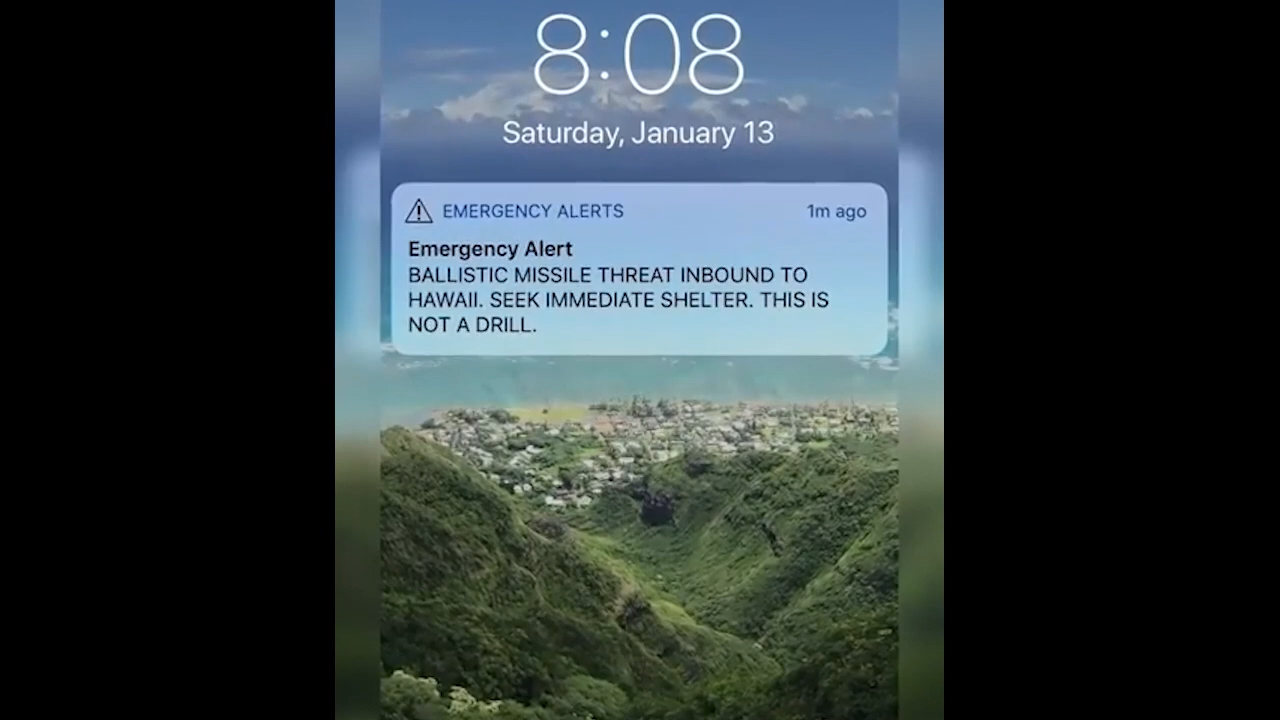 8:08
Saturday, January 13
EMERGENCY ALERTS 1m ago
Emergency Alert
BALLISTIC MISSILE THREAT INBOUND TO
HAWAII. SEEK IMMEDIATE SHELTER. THIS IS
NOT A DRILL.